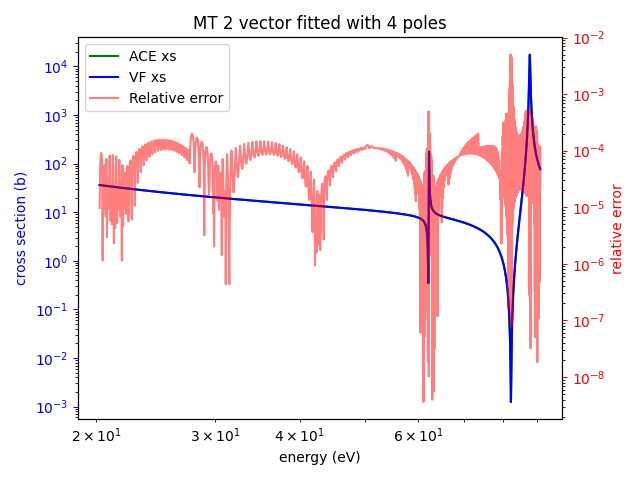 MT 2 vector fitted with 4 poles
ACE xs
VF xs
Relative error
cross section (b)
10⁴
10³
10²
10¹
10⁰
10⁻¹
10⁻²
10⁻³
10⁻²
10⁻³
10⁻⁴
10⁻⁵
10⁻⁶
10⁻⁷
10⁻⁸
relative error
2 × 10¹ 3 × 10¹ 4 × 10¹ 6 × 10¹
energy (eV)